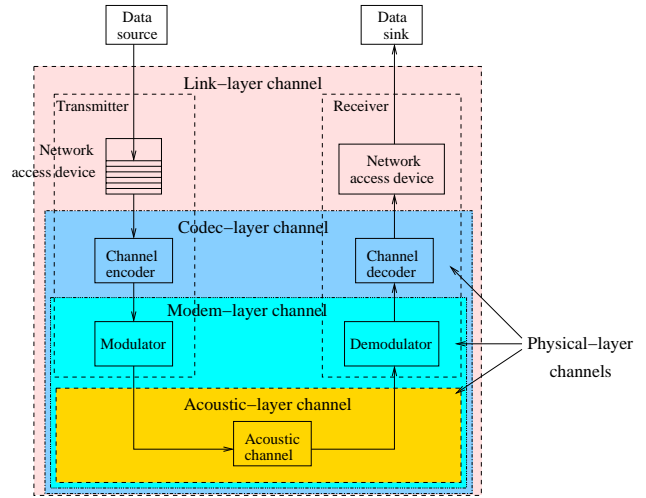 Data
source
Data
sink
Link–layer channel
Transmitter
Receiver
Network
access device
Network
access device
Codec–layer channel
Channel
encoder
Channel
decoder
Modem–layer channel
Modulator
Demodulator
Physical–layer
channels
Acoustic–layer channel
Acoustic
channel